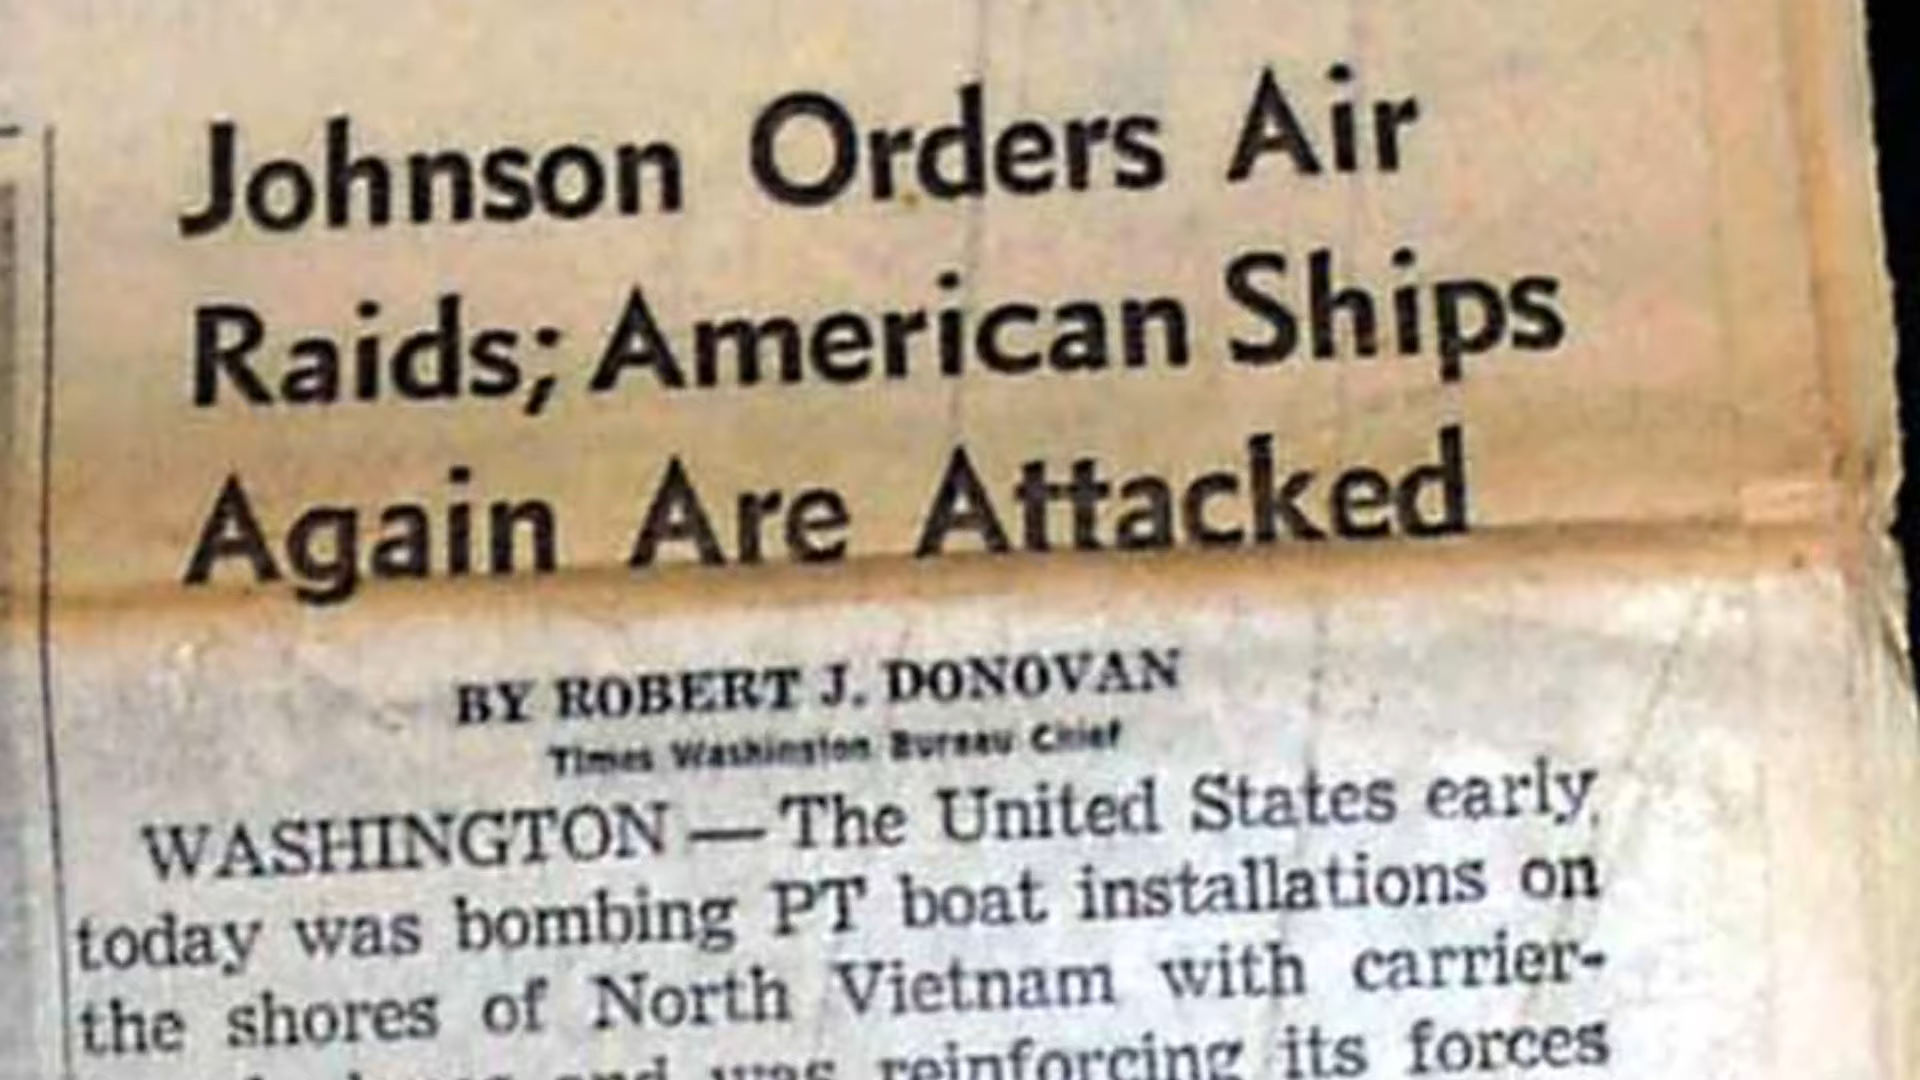 Johnson Orders Air
Raids; American Ships
Again Are Attacked
BY ROBERT J. DONOVAN
Times Washington Bureau Chief
WASHINGTON — The United States early
today was bombing PT boat installations on
the shores of North Vietnam with carrier-
and was reinforcing its forces